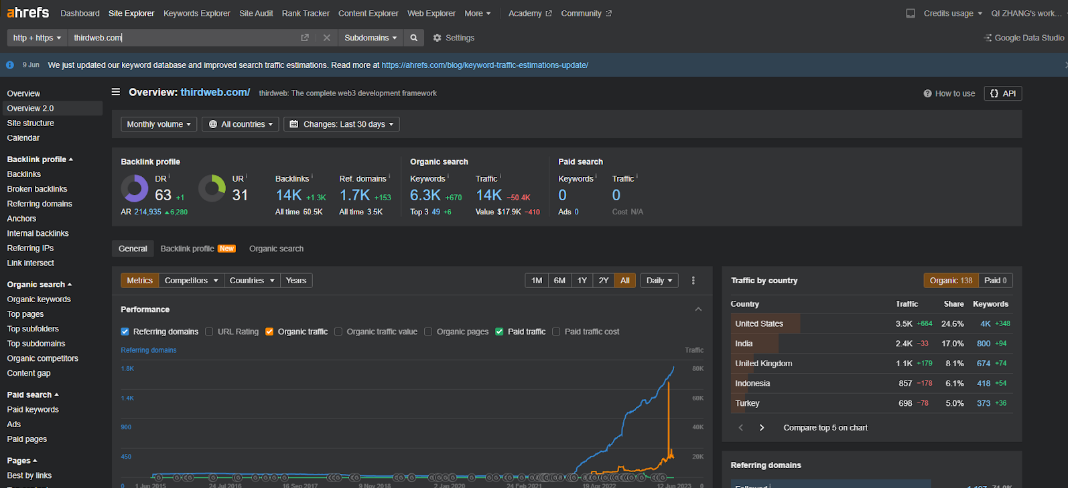 ahrefs Dashboard Site Explorer Keywords Explorer Site Audit Rank Tracker Content Explorer Web Explorer More Academy Community Credits usage QI ZHANG's work...
http + https thirdweb.com Subdomains Settings Google Data Studio
9 Jun We just updated our keyword database and improved search traffic estimations. Read more at https://ahrefs.com/blog/keyword-traffic-estimations-update/
Overview
Overview 2.0
Site structure
Calendar
Backlink profile
Backlinks
Broken backlinks
Referring domains
Anchors
Internal backlinks
Referring IPs
Link intersect
Organic search
Organic keywords
Top pages
Top subfolders
Top subdomains
Organic competitors
Content gap
Paid search
Paid keywords
Ads
Paid pages
Pages
Best by links
Overview: thirdweb.com/ thirdweb: The complete web3 development framework How to use {} API
Monthly volume All countries Changes: Last 30 days
Backlink profile Organic search Paid search
DR UR Backlinks Ref. domains Keywords Traffic Keywords Traffic
63 +1 31 14K +1.3K 1.7K +153 6.3K +670 14K −50.4K 0 0
AR 214,935 6,280 All time 60.5K All time 3.5K Top 3 49 +6 Value $17.9K −410 Ads 0 Cost N/A
General Backlink profile New Organic search
Metrics Competitors Countries Years 1M 6M 1Y 2Y All Daily
Performance
Referring domains URL Rating Organic traffic Organic traffic value Organic pages Paid traffic Paid traffic cost
Referring domains Traffic
1.8K 80K
1.4K 60K
900 40K
450 20K
0 1 Jan 2015 24 Jul 2016 16 Sep 2017 9 Nov 2018 2 Jan 2020 24 Feb 2021 19 Apr 2022 12 Jun 2023 0
Traffic by country Organic: 138 Paid 0
Country Traffic Share Keywords
United States 3.5K +664 24.6% 4K +348
India 2.4K −33 17.0% 800 +94
United Kingdom 1.1K +179 8.1% 674 +74
Indonesia 857 −178 6.1% 418 +54
Turkey 698 −78 5.0% 373 +36
Compare top 5 on chart
Referring domains
Followed